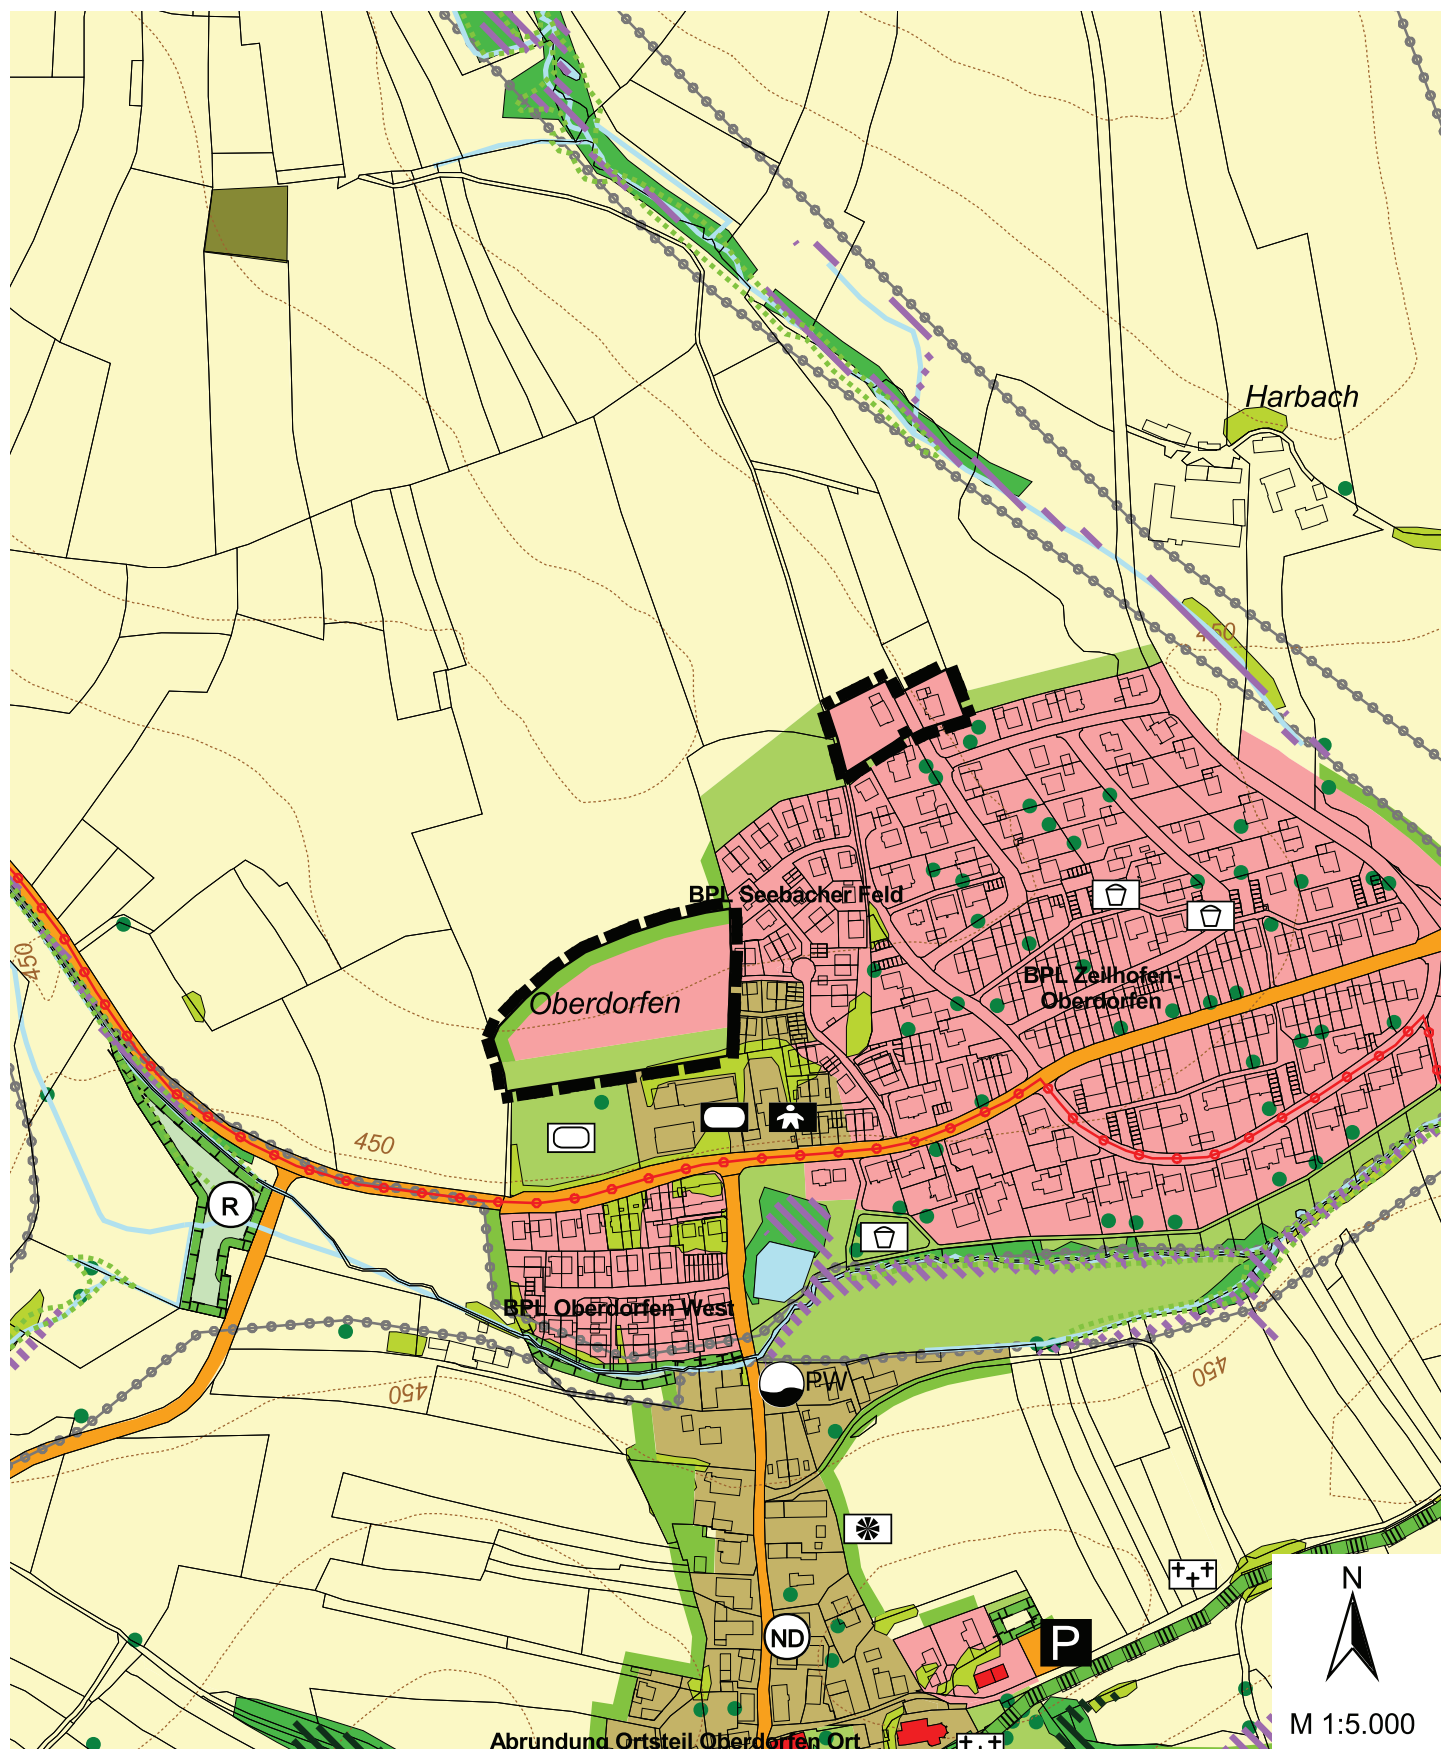 Harbach
450
BPL Seebacher Feld
450
BPL Zeilhofen-
Oberdorfen
Oberdorfen
450
R
BPL Oberdorfen West
PW
450
450
ND
P
N
M 1:5.000
Abrundung Ortsteil Oberdorfen Ort